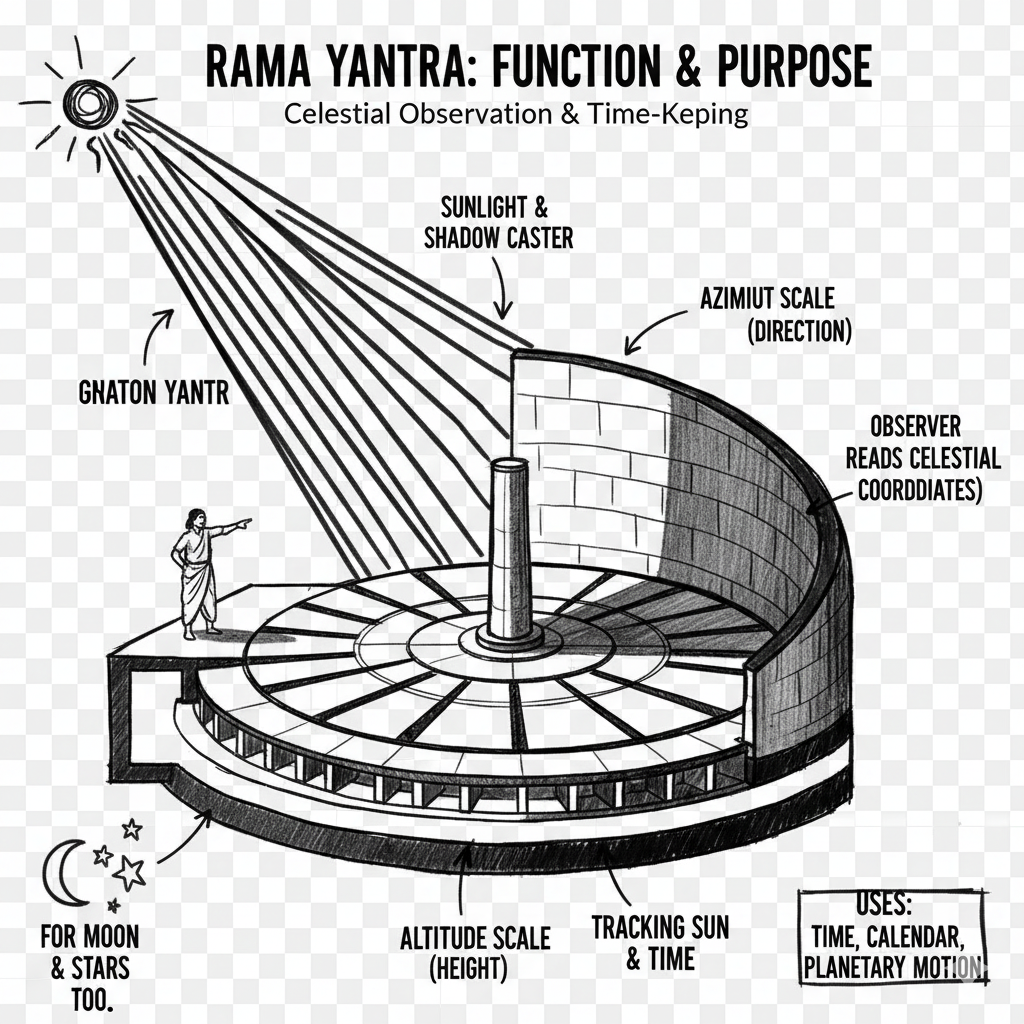 RAMA YANTRA: FUNCTION & PURPOSE
Celestial Observation & Time-Keping
SUNLIGHT &
SHADOW CASTER
AZIMIUT SCALE
(DIRECTION)
GNATON YANTR
OBSERVER
READS CELESTIAL
COORDDIATES)
FOR MOON
& STARS
TOO.
ALTITUDE SCALE
(HEIGHT)
TRACKING SUN
& TIME
USES:
TIME, CALENDAR,
PLANETARY MOTION